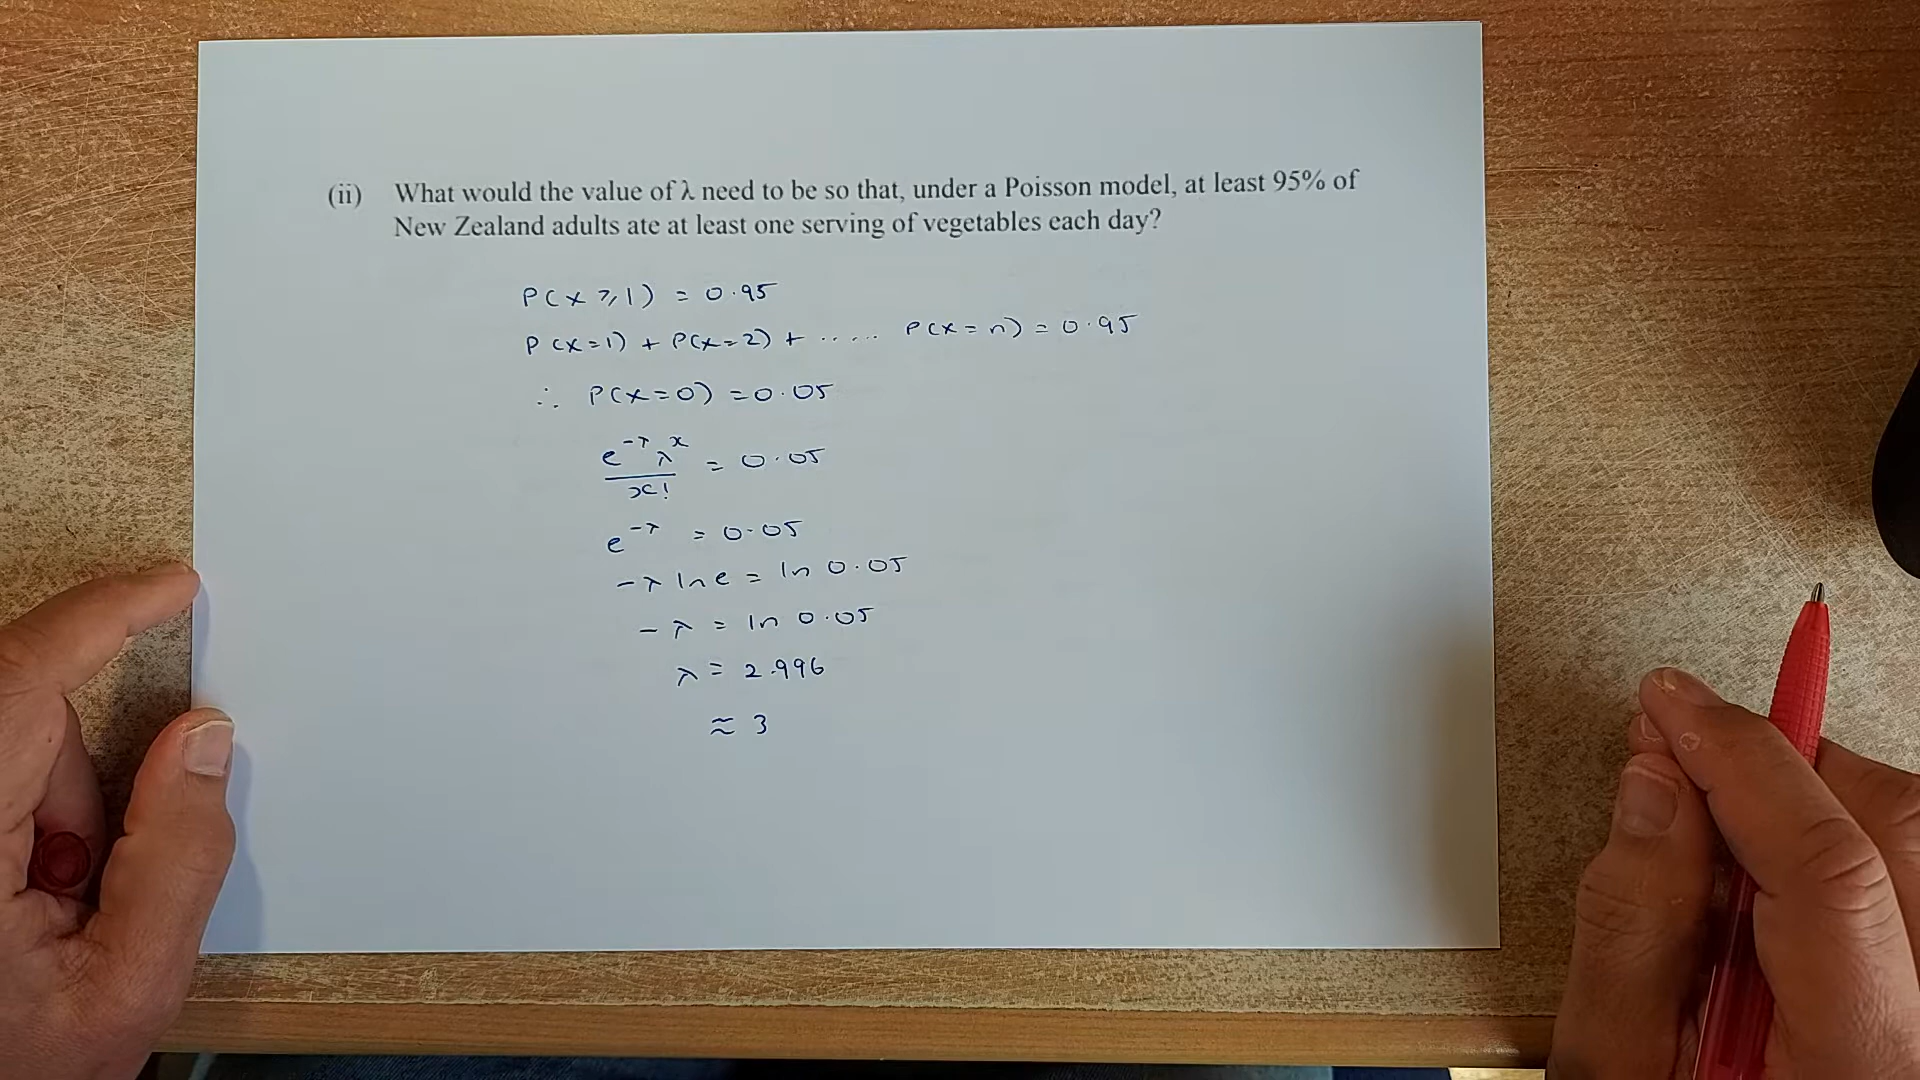 (ii) What would the value of λ need to be so that, under a Poisson model, at least 95% of
New Zealand adults ate at least one serving of vegetables each day?
P(x ≥ 1) = 0.95
P(x=1) + P(x=2) + ..... P(x=n) = 0.95
∴ P(x=0) = 0.05
e^-λ λ^x / x! = 0.05
e^-λ = 0.05
-λ ln e = ln 0.05
-λ = ln 0.05
λ = 2.996
≈ 3